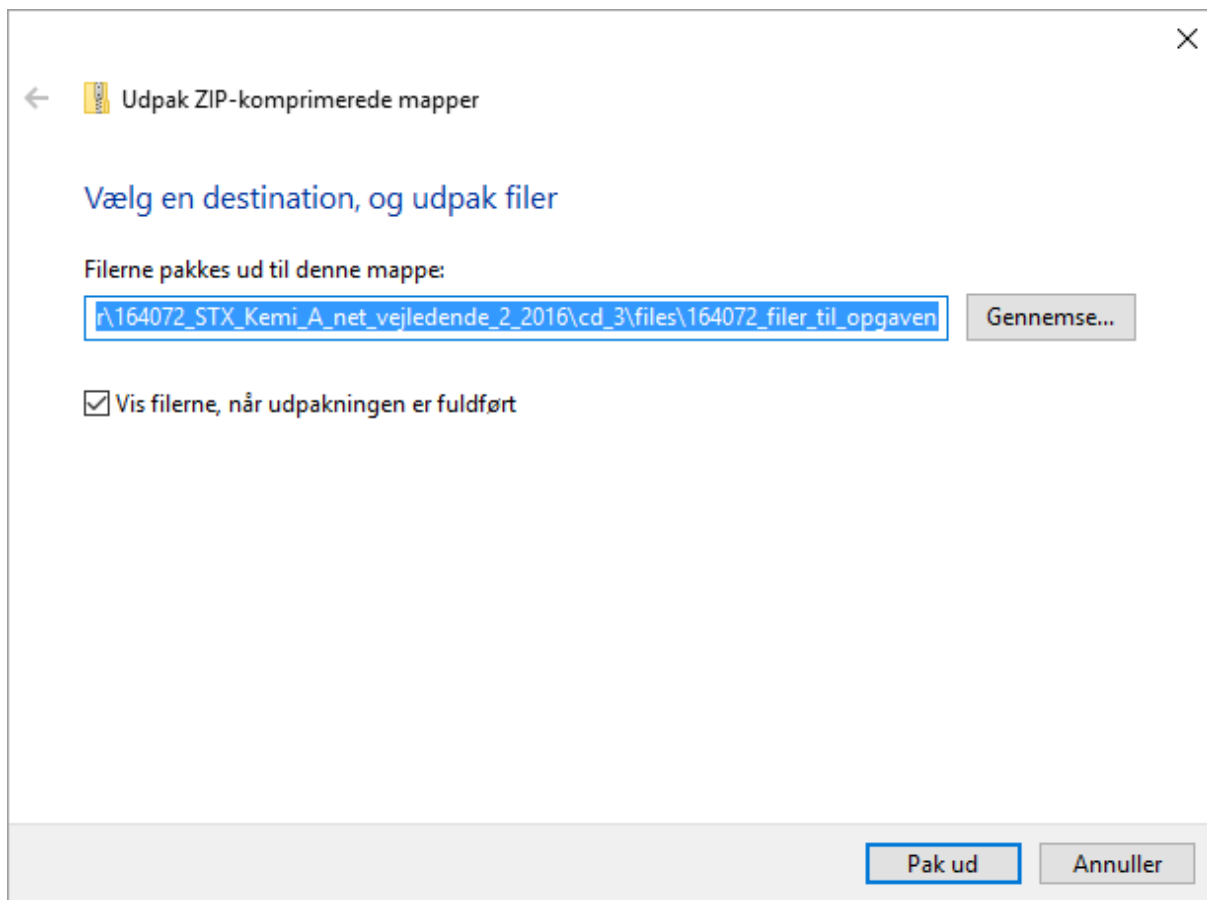 Udpak ZIP-komprimerede mapper
Vælg en destination, og udpak filer
Filerne pakkes ud til denne mappe:
r\164072_STX_Kemi_A_net_vejledende_2_2016\cd_3\files\164072_filer_til_opgaven
Gennemse...
Vis filerne, når udpakningen er fuldført
Pak ud
Annuller